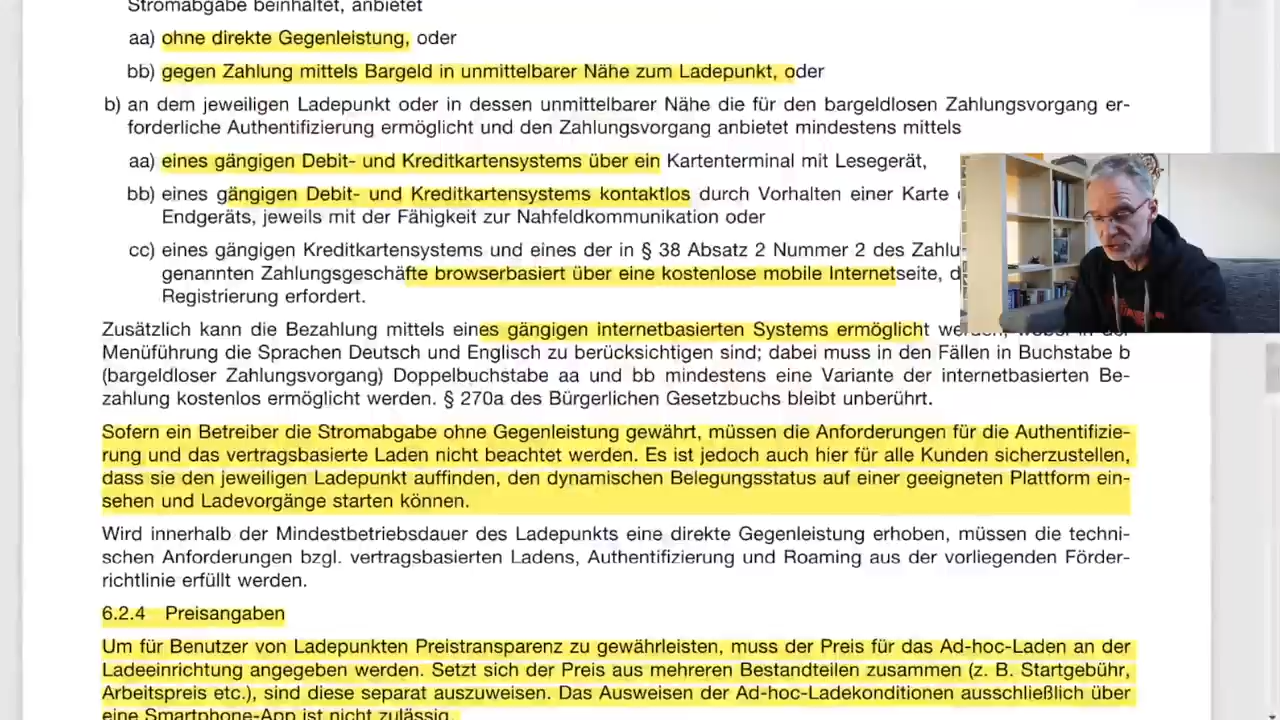 Stromabgabe beinhaltet, anbietet
aa) ohne direkte Gegenleistung, oder
bb) gegen Zahlung mittels Bargeld in unmittelbarer Nähe zum Ladepunkt, oder
b) an dem jeweiligen Ladepunkt oder in dessen unmittelbarer Nähe die für den bargeldlosen Zahlungsvorgang er-
forderliche Authentifizierung ermöglicht und den Zahlungsvorgang anbietet mindestens mittels
aa) eines gängigen Debit- und Kreditkartensystems über ein Kartenterminal mit Lesegerät,
bb) eines gängigen Debit- und Kreditkartensystems kontaktlos durch Vorhalten einer Karte
Endgeräts, jeweils mit der Fähigkeit zur Nahfeldkommunikation oder
cc) eines gängigen Kreditkartensystems und eines der in § 38 Absatz 2 Nummer 2 des Zahlu
genannten Zahlungsgeschäfte browserbasiert über eine kostenlose mobile Internetseite, d
Registrierung erfordert.
Zusätzlich kann die Bezahlung mittels eines gängigen internetbasierten Systems ermöglicht werden, wobei in der
Menüführung die Sprachen Deutsch und Englisch zu berücksichtigen sind; dabei muss in den Fällen in Buchstabe b
(bargeldloser Zahlungsvorgang) Doppelbuchstabe aa und bb mindestens eine Variante der internetbasierten Be-
zahlung kostenlos ermöglicht werden. § 270a des Bürgerlichen Gesetzbuchs bleibt unberührt.
Sofern ein Betreiber die Stromabgabe ohne Gegenleistung gewährt, müssen die Anforderungen für die Authentifizie-
rung und das vertragsbasierte Laden nicht beachtet werden. Es ist jedoch auch hier für alle Kunden sicherzustellen,
dass sie den jeweiligen Ladepunkt auffinden, den dynamischen Belegungsstatus auf einer geeigneten Plattform ein-
sehen und Ladevorgänge starten können.
Wird innerhalb der Mindestbetriebsdauer des Ladepunkts eine direkte Gegenleistung erhoben, müssen die techni-
schen Anforderungen bzgl. vertragsbasierten Ladens, Authentifizierung und Roaming aus der vorliegenden Förder-
richtlinie erfüllt werden.
6.2.4 Preisangaben
Um für Benutzer von Ladepunkten Preistransparenz zu gewährleisten, muss der Preis für das Ad-hoc-Laden an der
Ladeeinrichtung angegeben werden. Setzt sich der Preis aus mehreren Bestandteilen zusammen (z. B. Startgebühr,
Arbeitspreis etc.), sind diese separat auszuweisen. Das Ausweisen der Ad-hoc-Ladekonditionen ausschließlich über
eine Smartphone-App ist nicht zulässig.